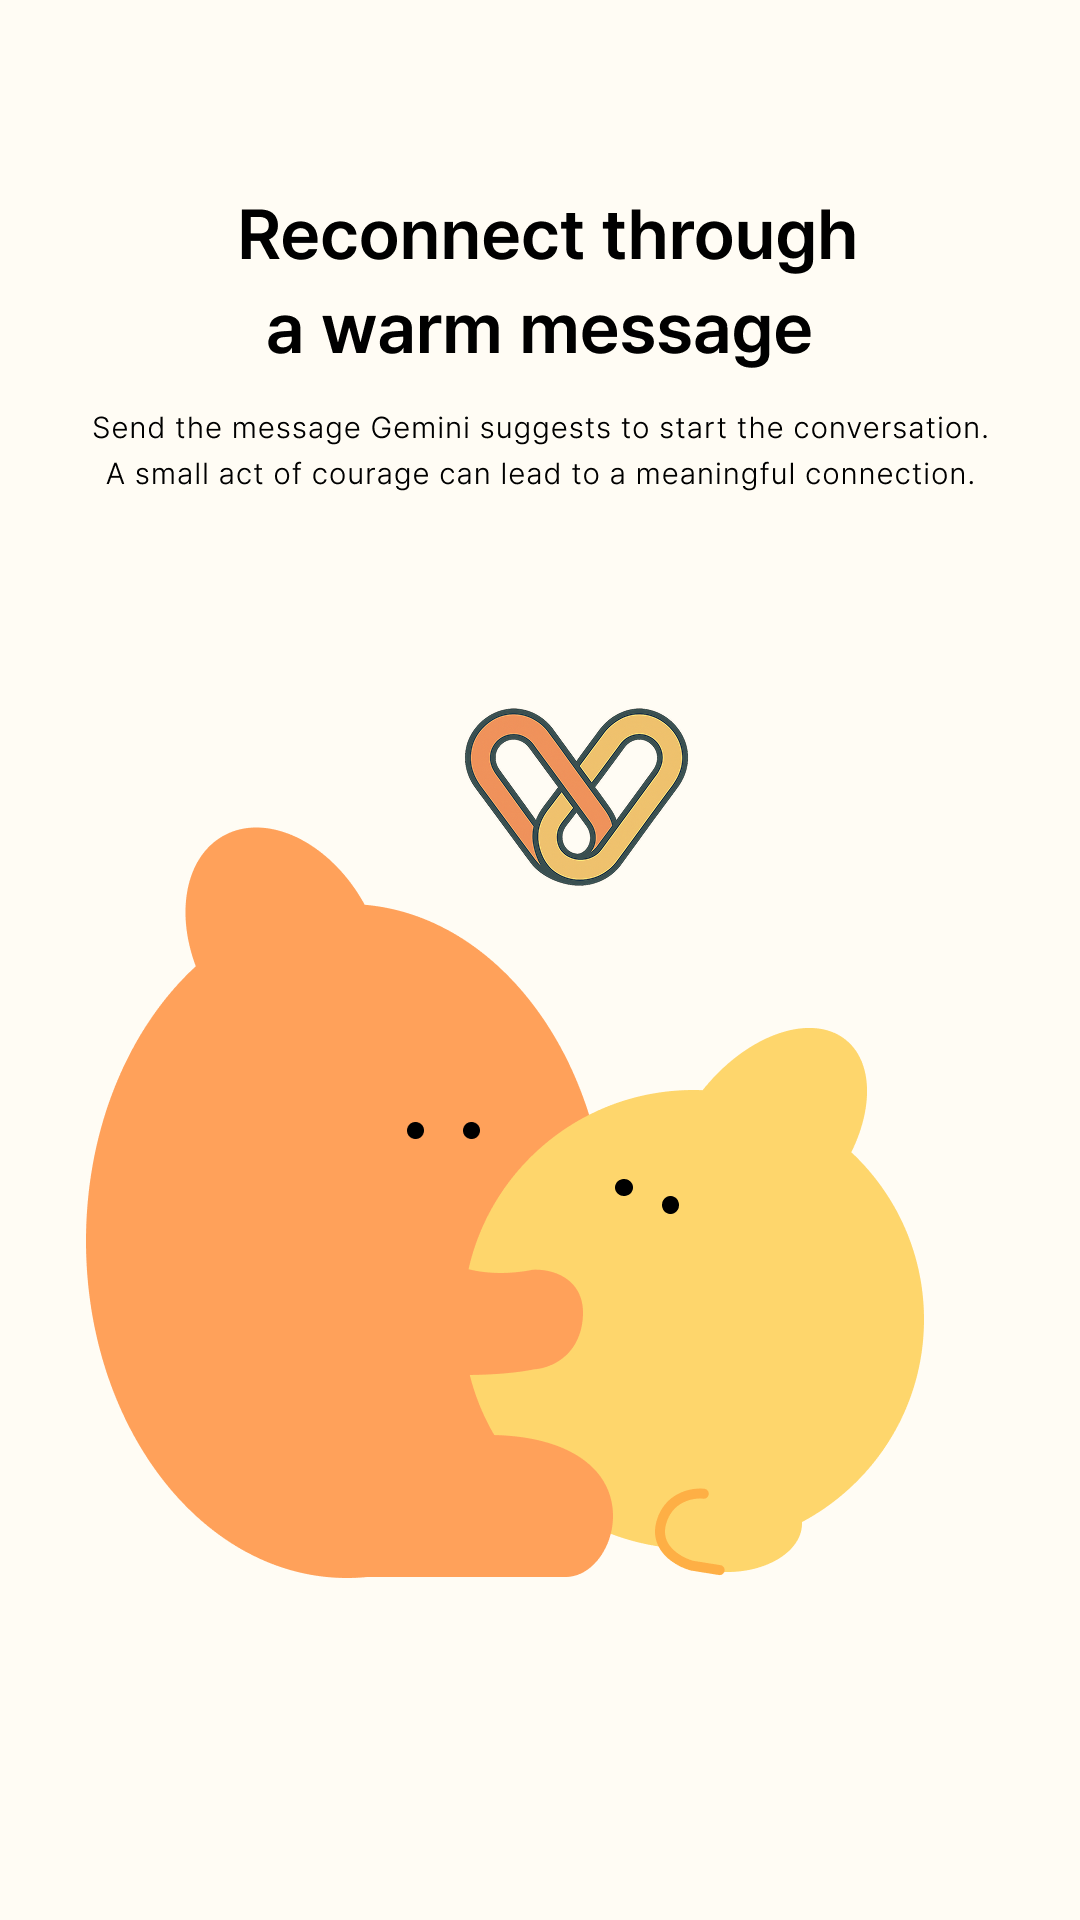 Reconnect through
a warm message
Send the message Gemini suggests to start the conversation.
A small act of courage can lead to a meaningful connection.